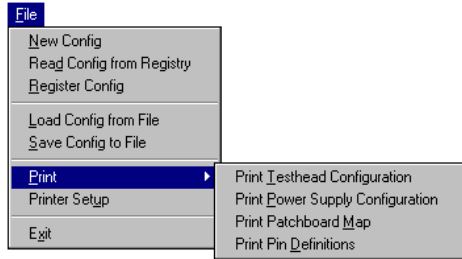 File
New Config
Read Config from Registry
Register Config
Load Config from File
Save Config to File
Print
Printer Setup
Exit
Print Testhead Configuration
Print Power Supply Configuration
Print Patchboard Map
Print Pin Definitions